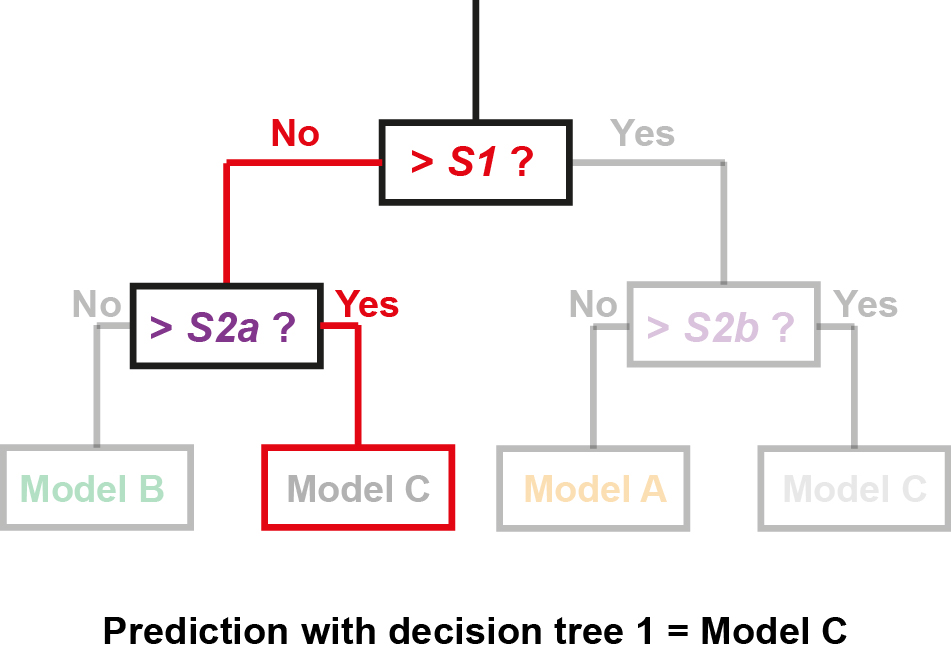 No
Yes
> S1 ?
No
Yes
No
Yes
> S2a ?
> S2b ?
Model B
Model C
Model A
Model C
Prediction with decision tree 1 = Model C